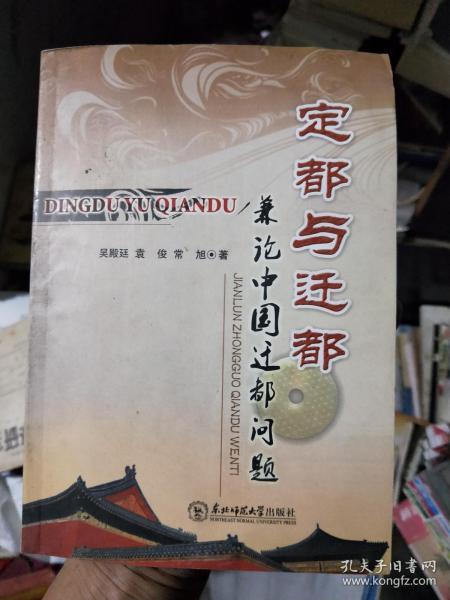 定都与迁都
DINGDU YU QIANDU
兼论中国迁都问题
JIANLUN ZHONGGUO QIANDU WENTI
吴殿廷 袁 俊 常 旭⊙著
东北师范大学出版社
NORTHEAST NORMAL UNIVERSITY PRESS
孔夫子旧书网
www.kongfz.com